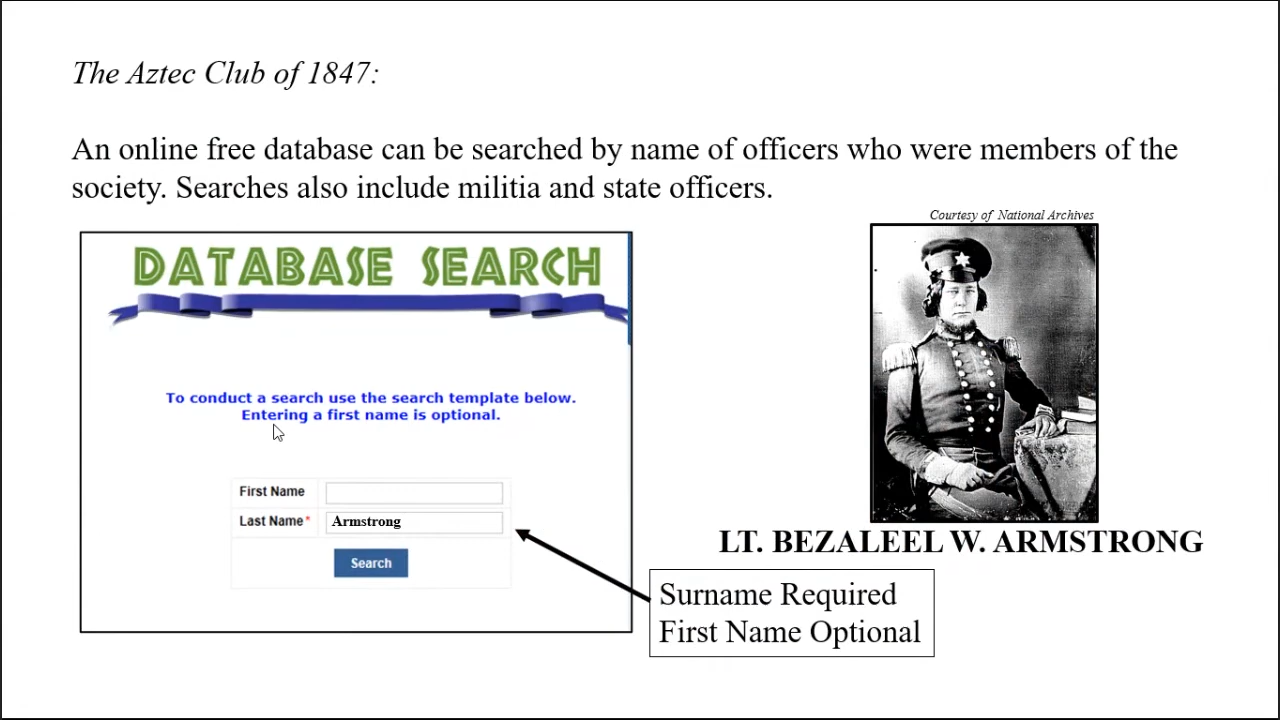 The Aztec Club of 1847:
An online free database can be searched by name of officers who were members of the
society. Searches also include militia and state officers.
Courtesy of National Archives
DATABASE SEARCH
To conduct a search use the search template below.
Entering a first name is optional.
First Name
Last Name* Armstrong
Search
LT. BEZALEEL W. ARMSTRONG
Surname Required
First Name Optional